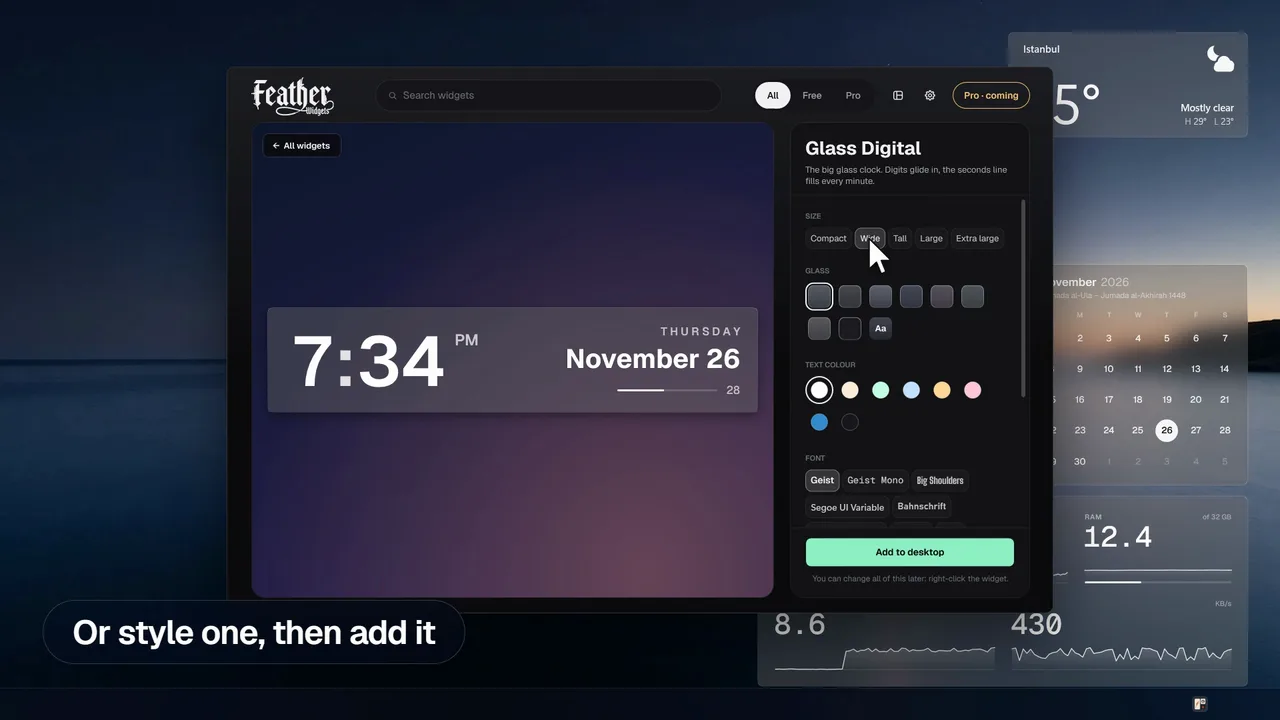 Istanbul
5°
Mostly clear
H 29° L 23°
Feather
Widgets
Search widgets
All
Free
Pro
Pro · coming
← All widgets
7:34 PM
THURSDAY
November 26
28
Glass Digital
The big glass clock. Digits glide in, the seconds line
fills every minute.
SIZE
Compact Wide Tall Large Extra large
GLASS
Aa
TEXT COLOUR
FONT
Geist Geist Mono Big Shoulders
Segoe UI Variable Bahnschrift
Add to desktop
You can change all of this later: right-click the widget.
vember 2026
M T W T F S
2 3 4 5 6 7
9 10 11 12 13 14
16 17 18 19 20 21
23 24 25 26 27 28
30 1 2 3 4 5
RAM of 32 GB
12.4
KB/s
8.6 430
Or style one, then add it